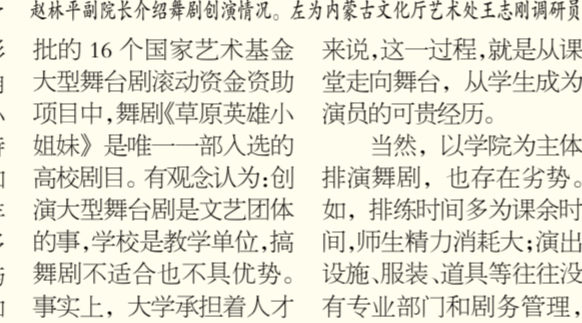 赵林平副院长介绍舞剧创演情况。左为内蒙古文化厅艺术处王志刚调研员
批的 16 个国家艺术基金
大型舞台剧滚动资金资助
项目中,舞剧《草原英雄小
姐妹》是唯一一部入选的
高校剧目。有观念认为:创
演大型舞台剧是文艺团体
的事,学校是教学单位,搞
舞剧不适合也不具优势。
事实上，大学承担着人才
来说,这一过程,就是从课
堂走向舞台，从学生成为
演员的可贵经历。
当然，以学院为主体
排演舞剧，也存在劣势。
如，排练时间多为课余时
间,师生精力消耗大;演出
设施、服装、道具等往往没
有专业部门和剧务管理，